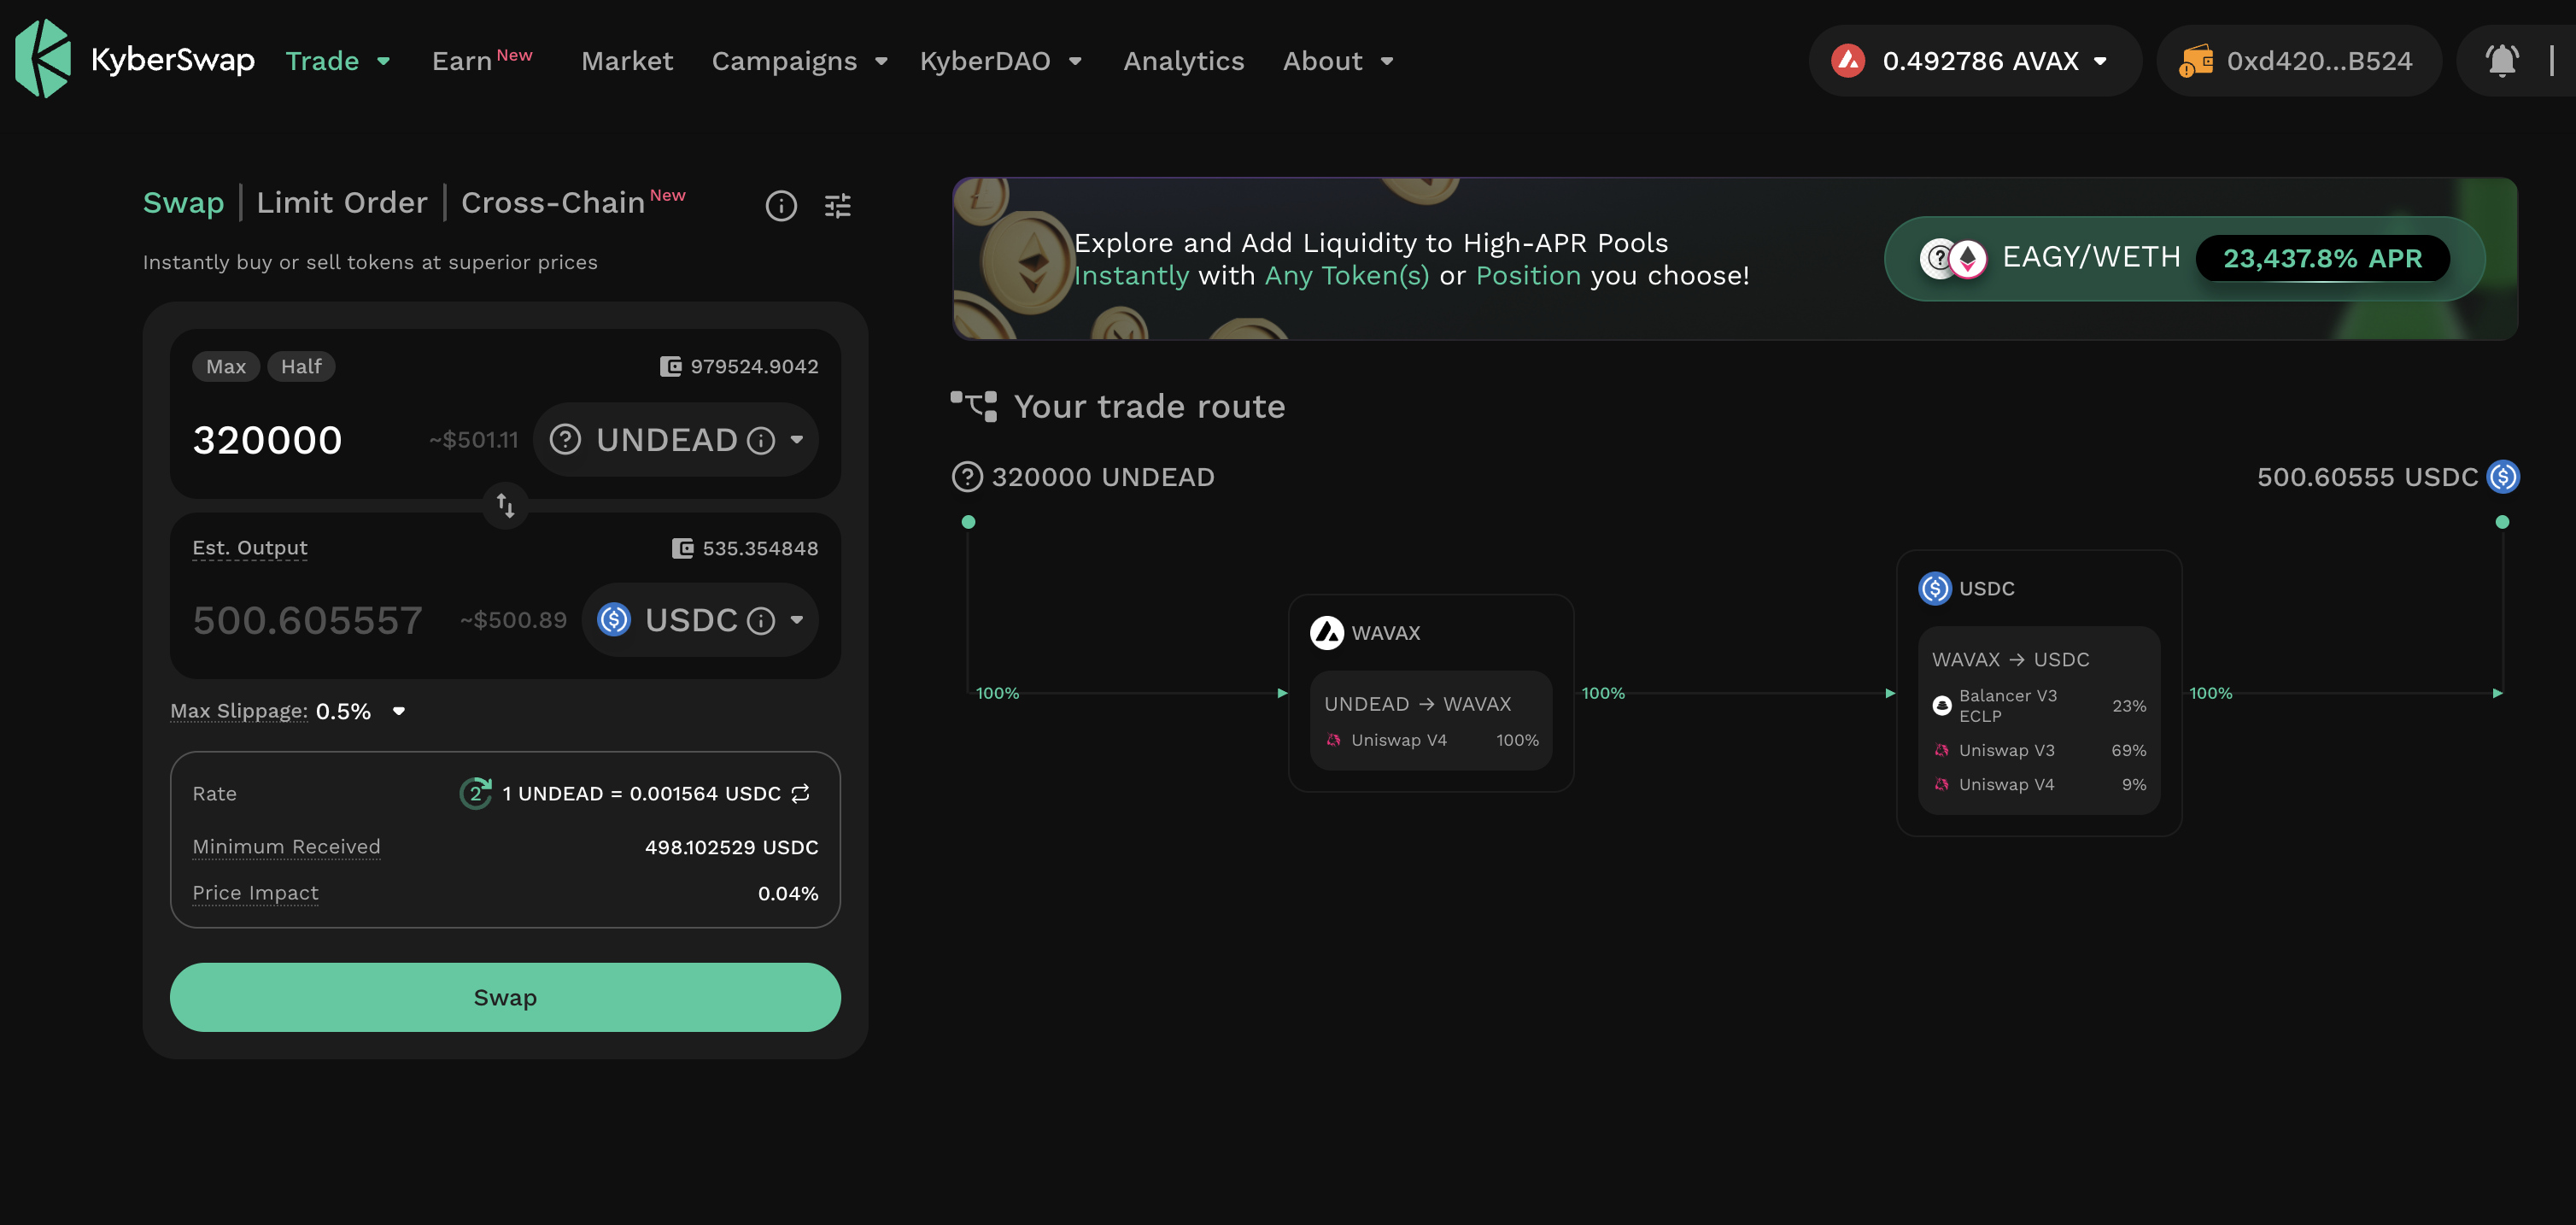 KyberSwap Trade Earn New Market Campaigns KyberDAO Analytics About 0.492786 AVAX 0xd420...B524
Swap | Limit Order | Cross-Chain New
Instantly buy or sell tokens at superior prices
Max Half 979524.9042
320000 ~$501.11 UNDEAD
Est. Output 535.354848
500.605557 ~$500.89 USDC
Max Slippage: 0.5%
Rate 2 1 UNDEAD = 0.001564 USDC
Minimum Received 498.102529 USDC
Price Impact 0.04%
Swap
Explore and Add Liquidity to High-APR Pools
Instantly with Any Token(s) or Position you choose!
EAGY/WETH 23,437.8% APR
Your trade route
320000 UNDEAD 500.60555 USDC
100%
WAVAX
UNDEAD → WAVAX
Uniswap V4 100%
100%
USDC
WAVAX → USDC
Balancer V3
ECLP 23%
Uniswap V3 69%
Uniswap V4 9%
100%